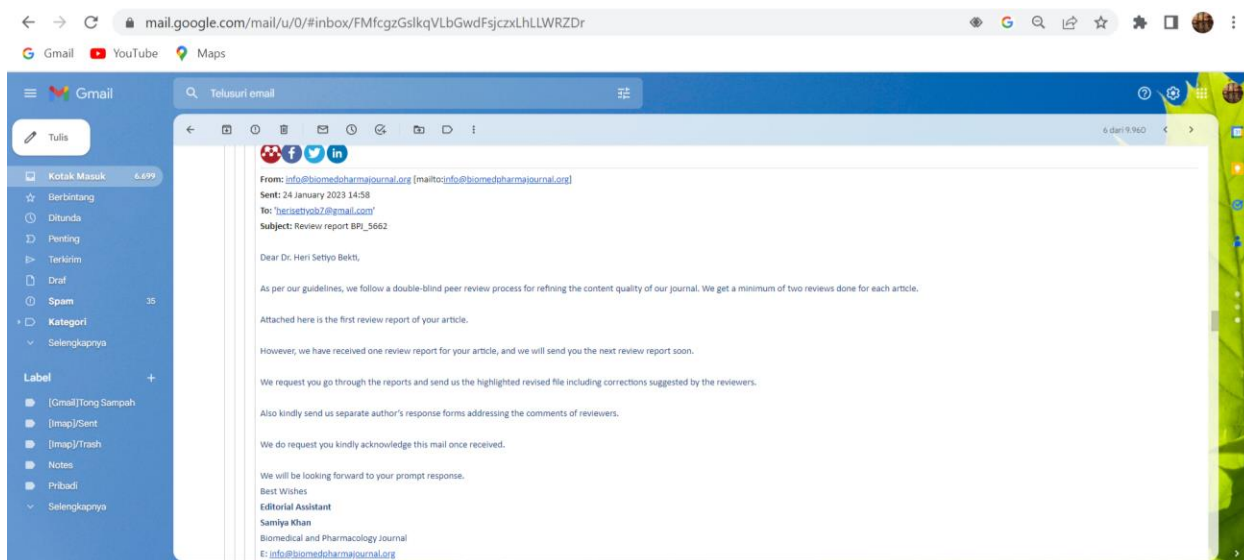 mail.google.com/mail/u/0/#inbox/FMfcgzGslkqVLbGwdFsjczxLhLLWRZDr
Gmail YouTube Maps
Gmail
Telusuri email
Tulis
6 dari 9.960
Kotak Masuk 6.699
Berbintang
Ditunda
Penting
Terkirim
Draf
Spam 35
Kategori
Selengkapnya
Label
[Gmail]Tong Sampah
[Imap]/Sent
[Imap]/Trash
Notes
Pribadi
Selengkapnya
From: info@biomedpharmajournal.org [mailto:info@biomedpharmajournal.org]
Sent: 24 January 2023 14:58
To: 'herisetiyob7@gmail.com'
Subject: Review report BPJ_5662
Dear Dr. Heri Setiyo Bekti,
As per our guidelines, we follow a double-blind peer review process for refining the content quality of our journal. We get a minimum of two reviews done for each article.
Attached here is the first review report of your article.
However, we have received one review report for your article, and we will send you the next review report soon.
We request you go through the reports and send us the highlighted revised file including corrections suggested by the reviewers.
Also kindly send us separate author's response forms addressing the comments of reviewers.
We do request you kindly acknowledge this mail once received.
We will be looking forward to your prompt response.
Best Wishes
Editorial Assistant
Samiya Khan
Biomedical and Pharmacology Journal
E: info@biomedpharmajournal.org